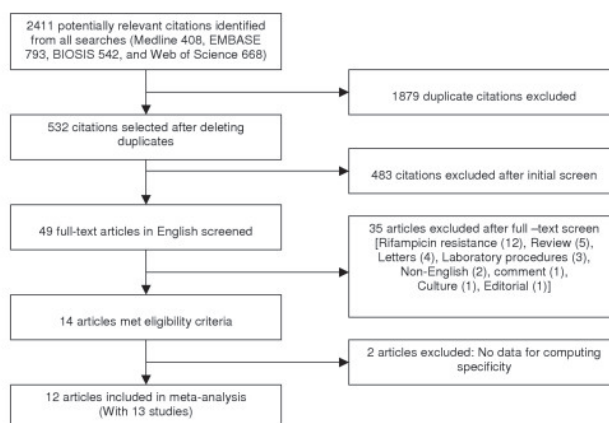 2411 potentially relevant citations identified
from all searches (Medline 408, EMBASE
793, BIOSIS 542, and Web of Science 668)
1879 duplicate citations excluded
532 citations selected after deleting
duplicates
483 citations excluded after initial screen
49 full-text articles in English screened
35 articles excluded after full –text screen
[Rifampicin resistance (12), Review (5),
Letters (4), Laboratory procedures (3),
Non-English (2), comment (1),
Culture (1), Editorial (1)]
14 articles met eligibility criteria
2 articles excluded: No data for computing
specificity
12 articles included in meta-analysis
(With 13 studies)